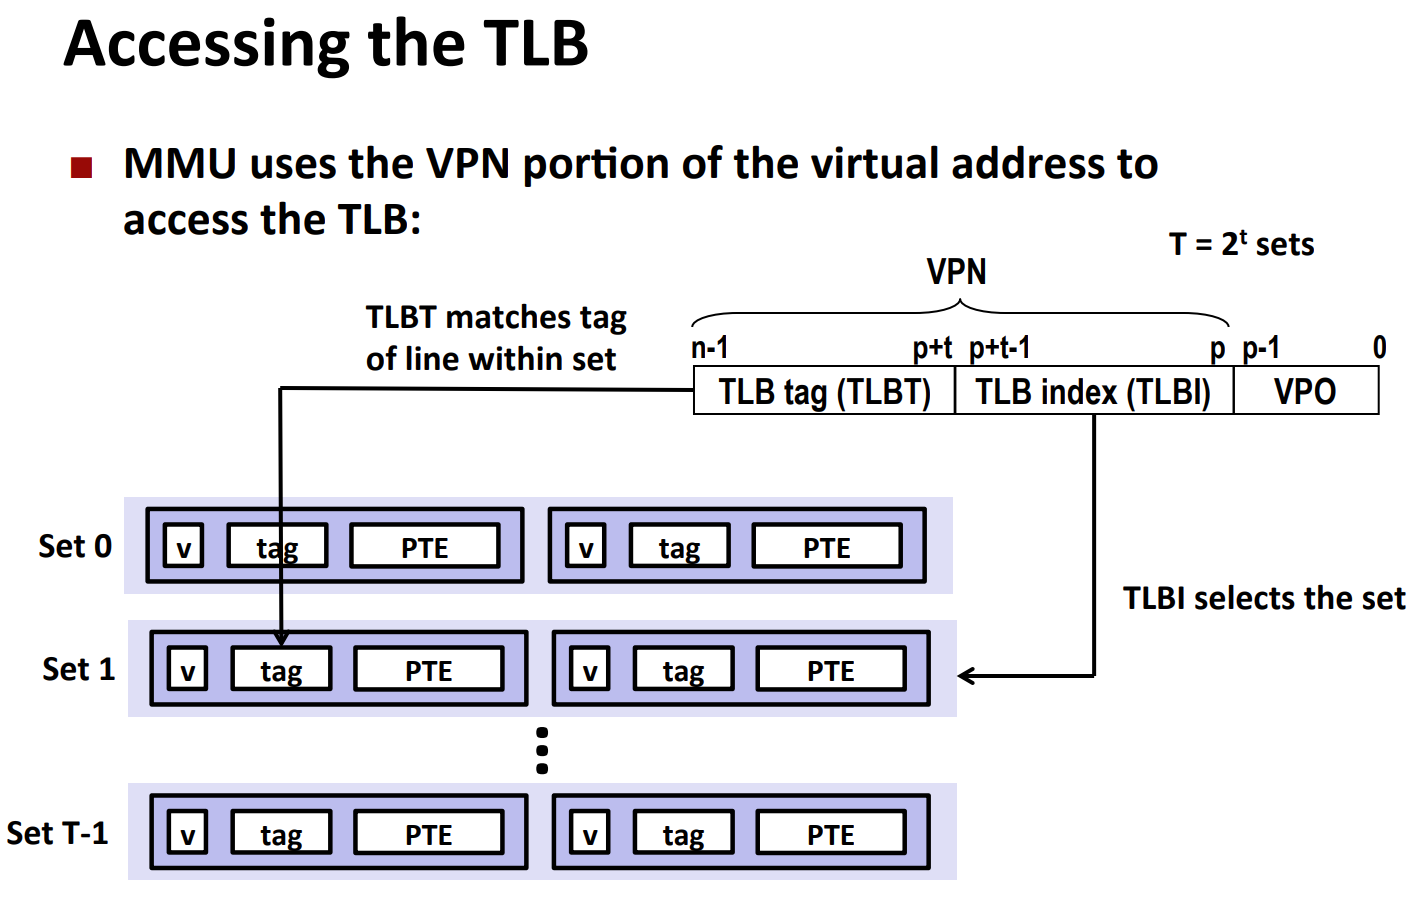 Accessing the TLB
MMU uses the VPN portion of the virtual address to
access the TLB:
T = 2^t sets
VPN
TLBT matches tag
of line within set
n-1 p+t p+t-1 p p-1 0
TLB tag (TLBT) TLB index (TLBI) VPO
Set 0 v tag PTE v tag PTE
TLBI selects the set
Set 1 v tag PTE v tag PTE
Set T-1 v tag PTE v tag PTE